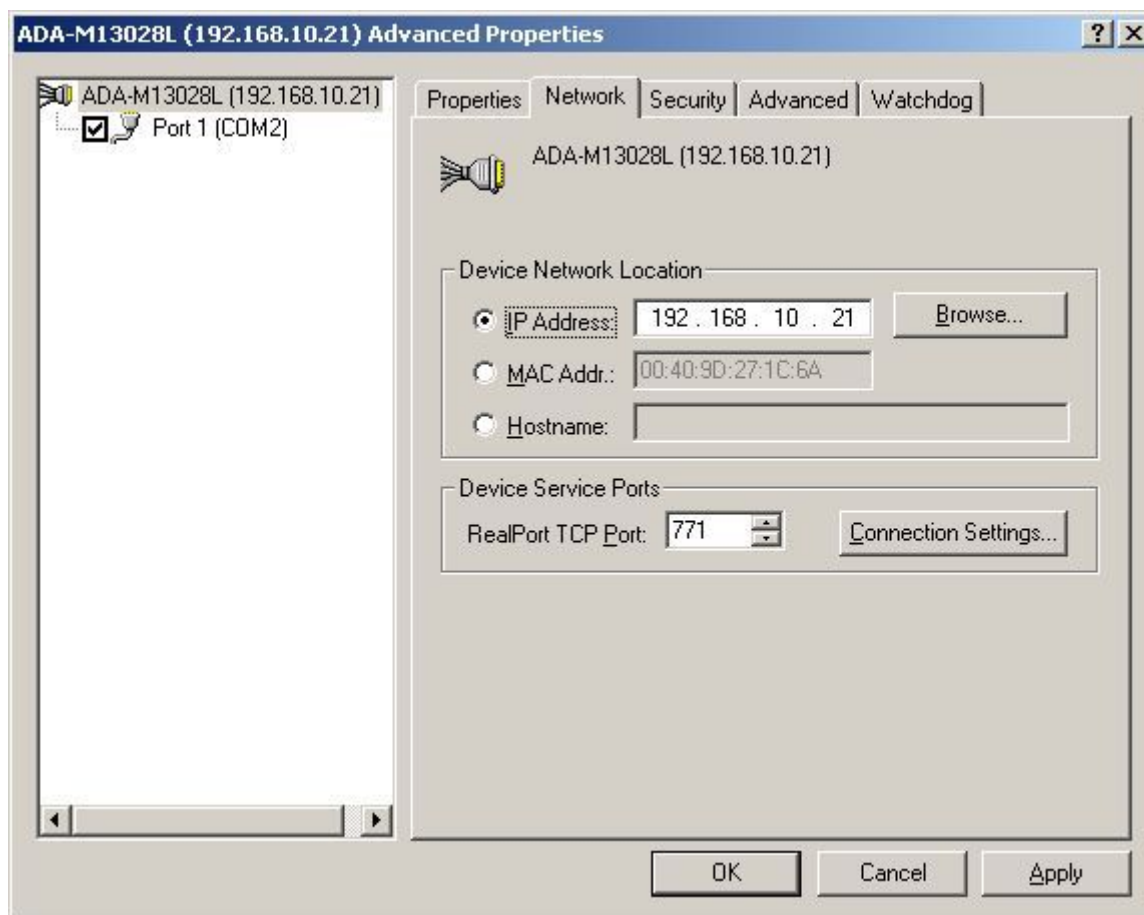 ADA-M13028L (192.168.10.21) Advanced Properties
ADA-M13028L (192.168.10.21)
Port 1 (COM2)
Properties Network Security Advanced Watchdog
ADA-M13028L (192.168.10.21)
Device Network Location
IP Address: 192 . 168 . 10 . 21 Browse...
MAC Addr.: 00:40:9D:27:1C:6A
Hostname:
Device Service Ports
RealPort TCP Port: 771 Connection Settings...
OK Cancel Apply